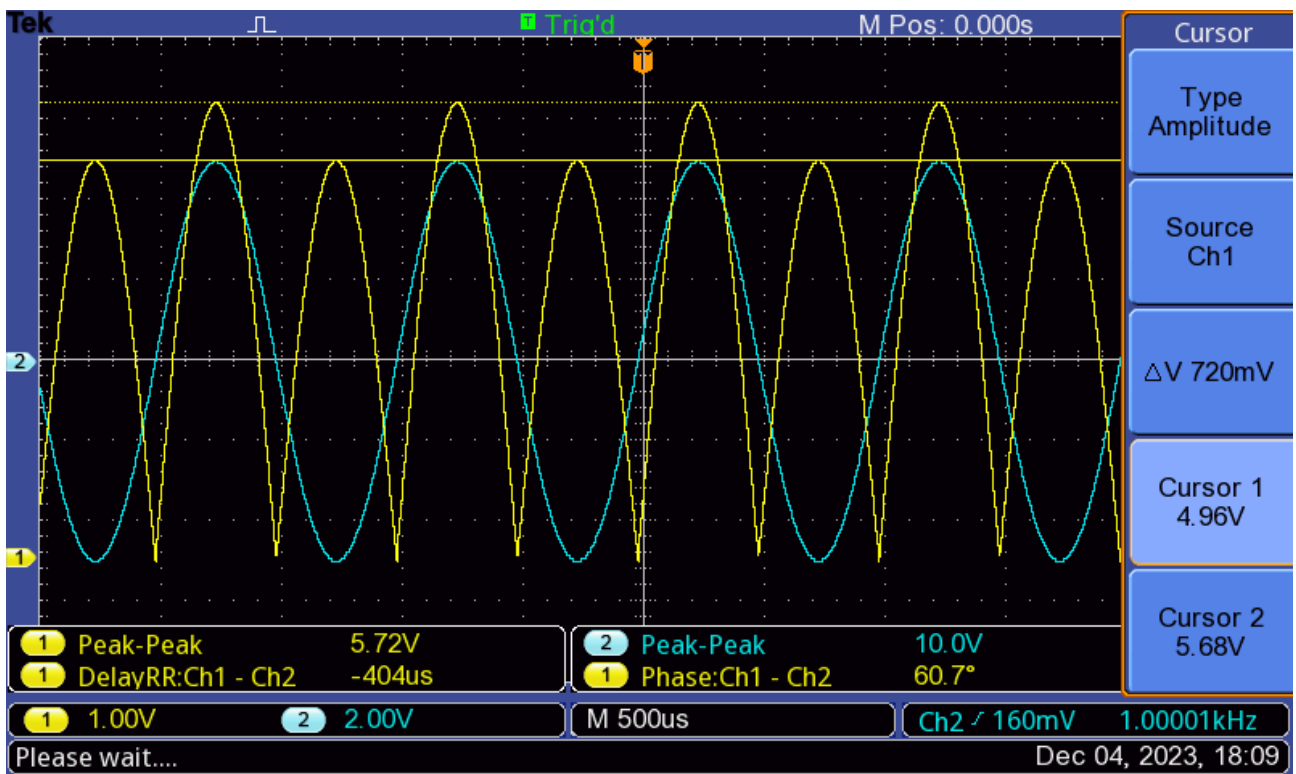 Tek T Trig'd M Pos: 0.000s
Cursor
T
Type
Amplitude
Source
Ch1
2
△V 720mV
Cursor 1
4.96V
1
Cursor 2
5.68V
1 Peak-Peak 5.72V 2 Peak-Peak 10.0V
1 DelayRR:Ch1 - Ch2 -404us 1 Phase:Ch1 - Ch2 60.7°
1 1.00V 2 2.00V M 500us Ch2 160mV 1.00001kHz
Please wait.... Dec 04, 2023, 18:09